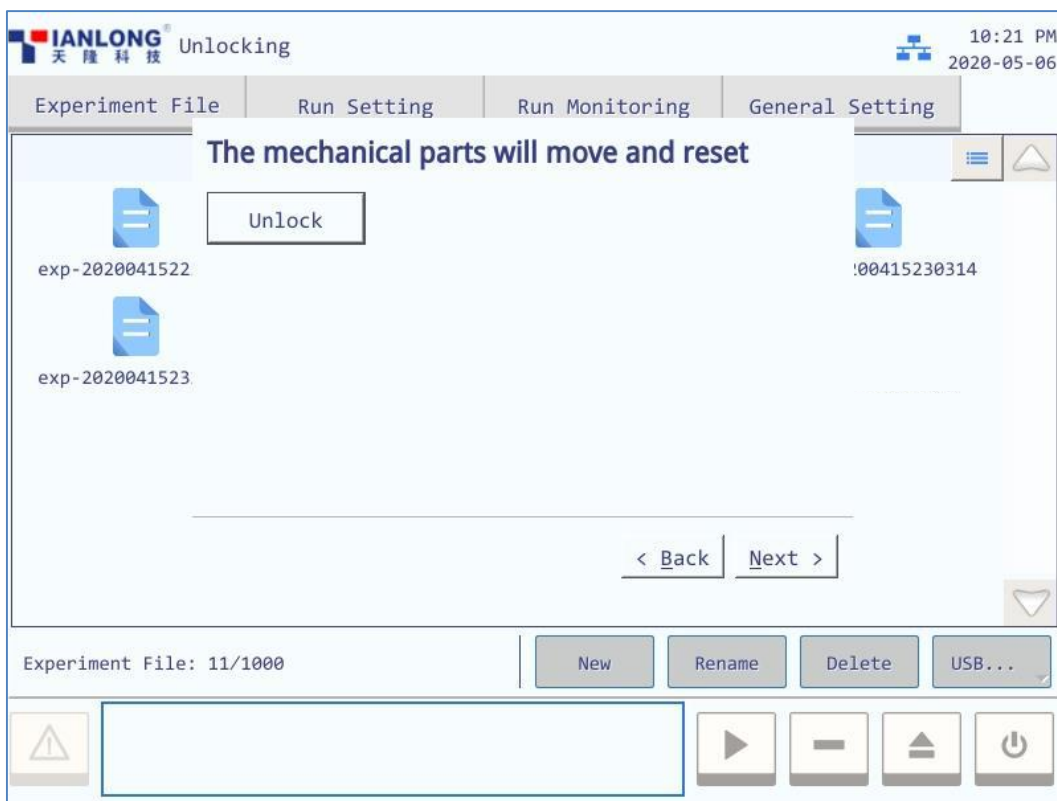 TIANLONG®
天隆科技
Unlocking
10:21 PM
2020-05-06
Experiment File
Run Setting
Run Monitoring
General Setting
The mechanical parts will move and reset
Unlock
exp-2020041522
200415230314
exp-2020041523
< Back
Next >
Experiment File: 11/1000
New
Rename
Delete
USB...